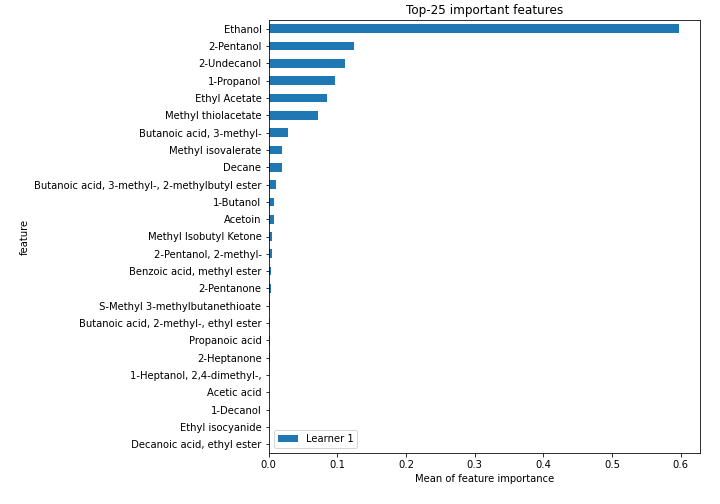 Top-25 important features
Ethanol
2-Pentanol
2-Undecanol
1-Propanol
Ethyl Acetate
Methyl thiolacetate
Butanoic acid, 3-methyl-
Methyl isovalerate
Decane
Butanoic acid, 3-methyl-, 2-methylbutyl ester
1-Butanol
Acetoin
Methyl Isobutyl Ketone
2-Pentanol, 2-methyl-
Benzoic acid, methyl ester
2-Pentanone
S-Methyl 3-methylbutanethioate
Butanoic acid, 2-methyl-, ethyl ester
Propanoic acid
2-Heptanone
1-Heptanol, 2,4-dimethyl-,
Acetic acid
1-Decanol
Ethyl isocyanide
Decanoic acid, ethyl ester
feature
Learner 1
0.0 0.1 0.2 0.3 0.4 0.5 0.6
Mean of feature importance